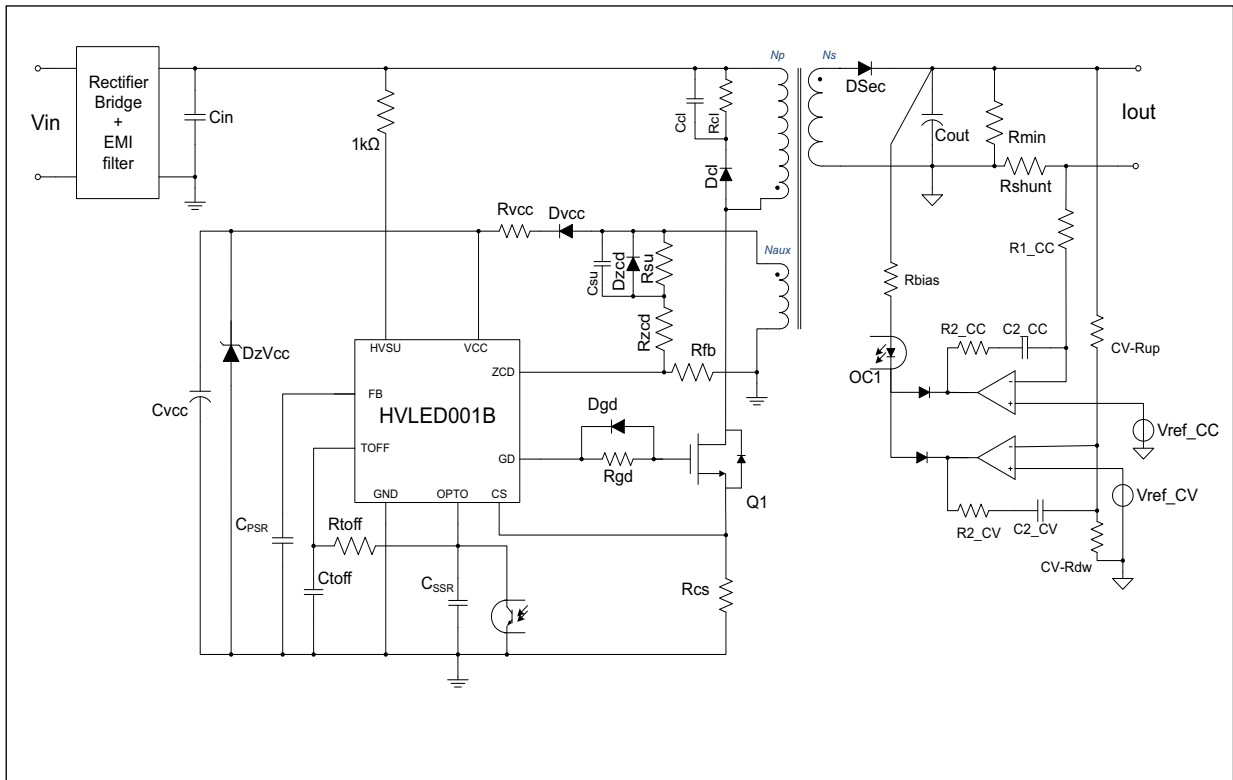 Np
Ns
Rectifier
Bridge
+
EMI
filter
Vin
Cin
1kΩ
Ccl
Rcl
Dcl
DSec
Cout
Rmin
Rshunt
Iout
Rvcc
Dvcc
Csu
Dzcd
Rsu
Rzcd
Rfb
Naux
R1_CC
Rbias
OC1
R2_CC
C2_CC
CV-Rup
-
+
Vref_CC
-
+
Vref_CV
R2_CV
C2_CV
CV-Rdw
DzVcc
Cvcc
HVSU
VCC
ZCD
FB
HVLED001B
TOFF
GD
GND
OPTO
CS
Dgd
Rgd
Q1
CPSR
Rtoff
Ctoff
CSSR
Rcs